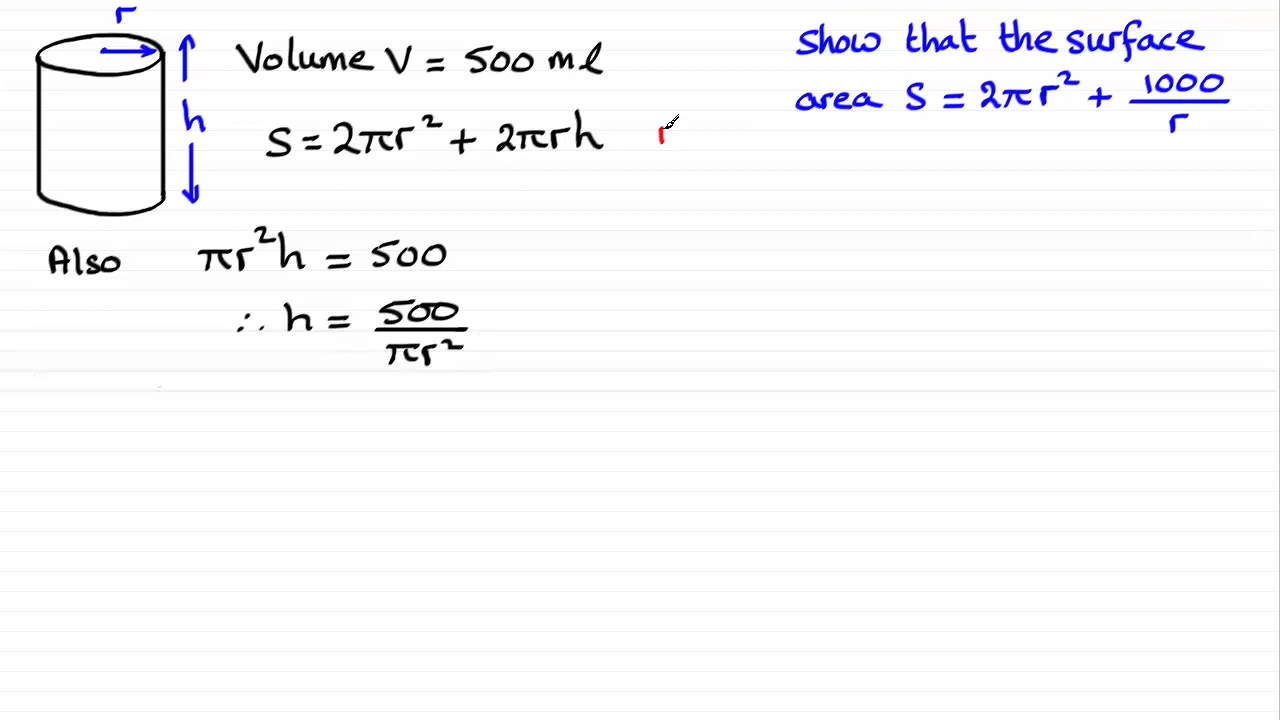 r
h
Volume V = 500 ml
S = 2πr² + 2πrh
Show that the surface
area S = 2πr² + 1000/r
Also πr²h = 500
∴ h = 500/πr²